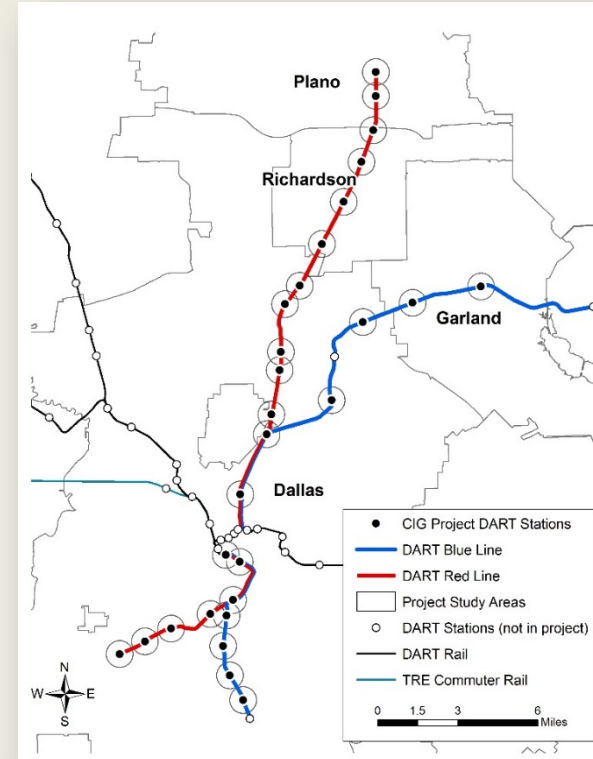 Plano
Richardson
Garland
Dallas
CIG Project DART Stations
DART Blue Line
DART Red Line
Project Study Areas
DART Stations (not in project)
DART Rail
TRE Commuter Rail
N
W E
S
0 1.5 3 6
Miles